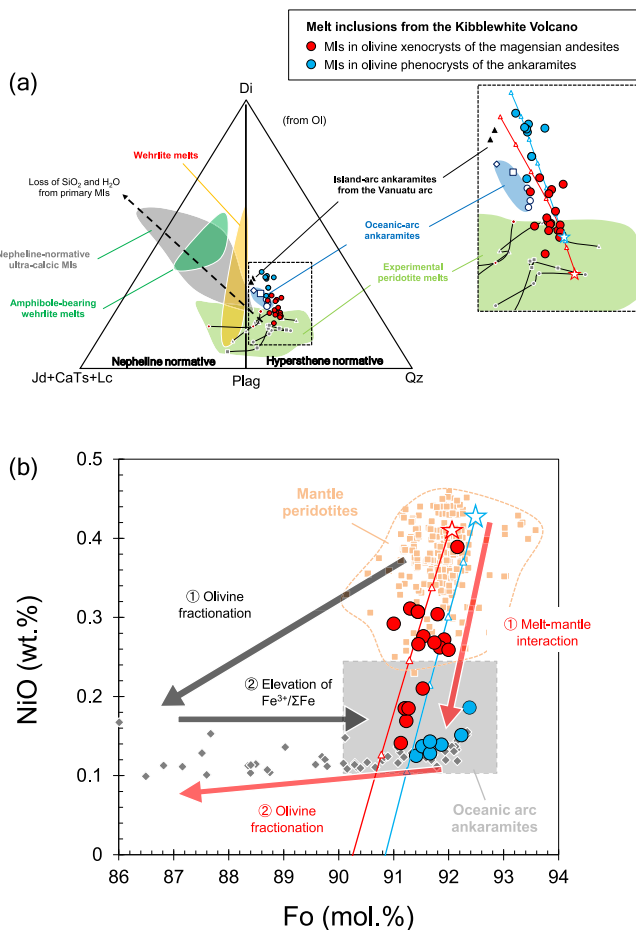 Melt inclusions from the Kibblewhite Volcano
MIs in olivine xenocrysts of the magensian andesites
MIs in olivine phenocrysts of the ankaramites
(a)
Di
(from Ol)
Wehrlite melts
Loss of SiO₂ and H₂O
from primary MIs
Island-arc ankaramites
from the Vanuatu arc
Oceanic-arc
ankaramites
Nepheline-normative
ultra-calcic MIs
Experimental
peridotite melts
Amphibole-bearing
wehrlite melts
Nepheline normative
Hypersthene normative
Jd+CaTs+Lc
Plag
Qz
(b)
0.5
Mantle
peridotites
0.4
① Olivine
fractionation
0.3
① Melt-mantle
interaction
NiO (wt.%)
② Elevation of
Fe³⁺/ΣFe
0.2
0.1
② Olivine
fractionation
Oceanic arc
ankaramites
0
86 87 88 89 90 91 92 93 94
Fo (mol.%)